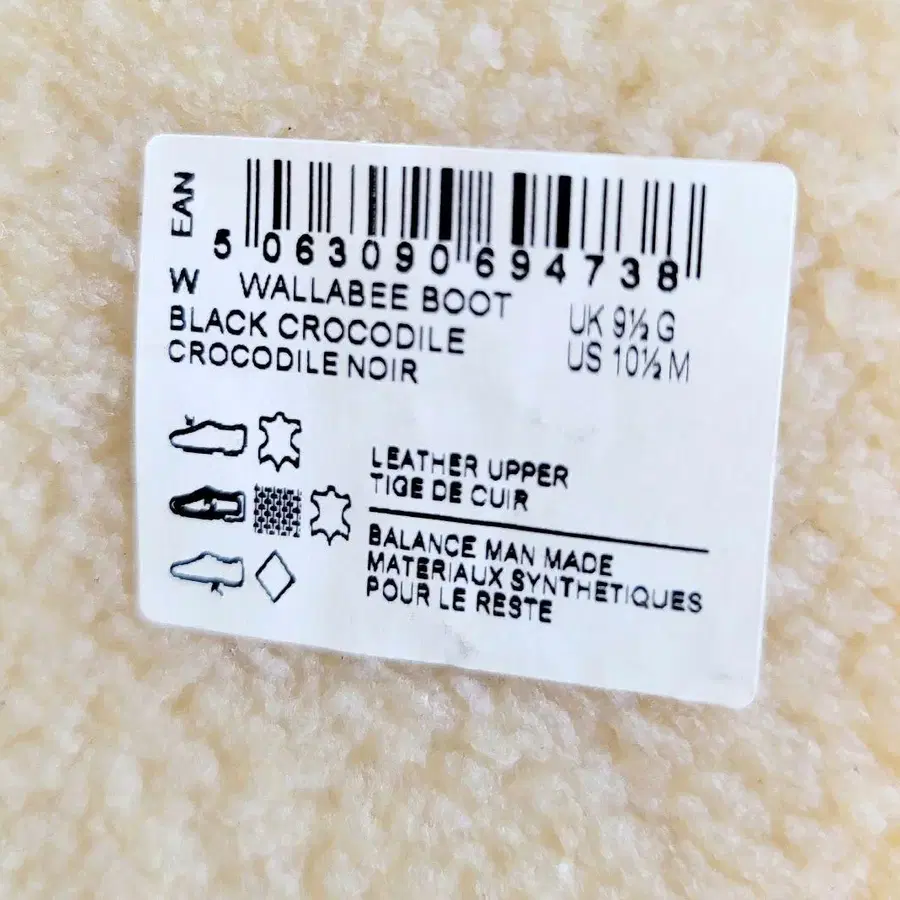 EAN
5 063090 694738
W WALLABEE BOOT
BLACK CROCODILE
CROCODILE NOIR
UK 9½ G
US 10½ M
LEATHER UPPER
TIGE DE CUIR
BALANCE MAN MADE
MATERIAUX SYNTHETIQUES
POUR LE RESTE